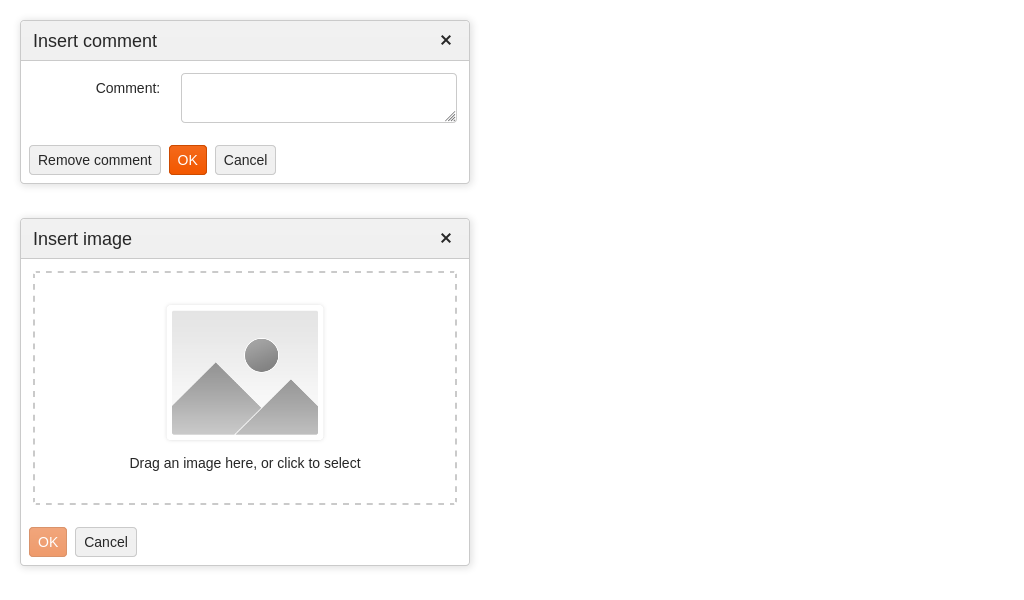 Insert comment ✕
Comment:
Remove comment OK Cancel
Insert image ✕
Drag an image here, or click to select
OK Cancel